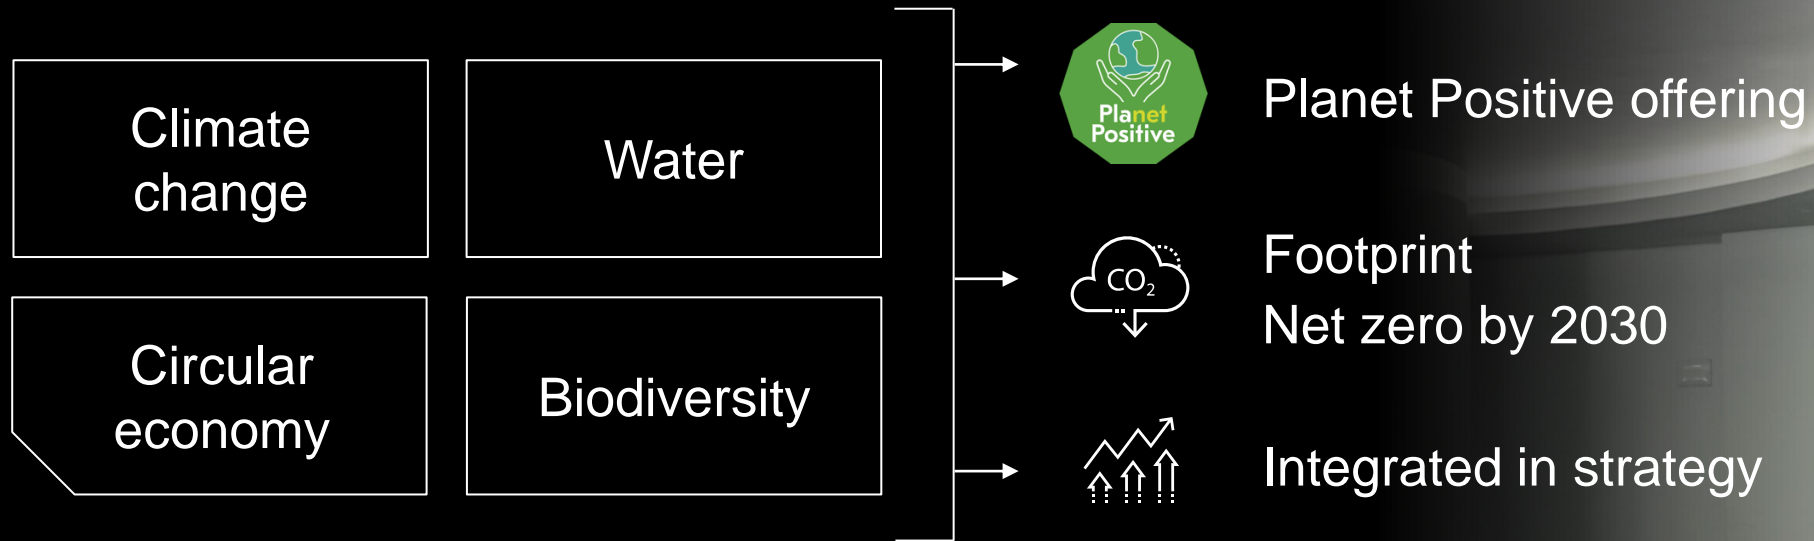 Climate
change
Water
Circular
economy
Biodiversity
Planet
Positive
Planet Positive offering
CO₂
Footprint
Net zero by 2030
Integrated in strategy